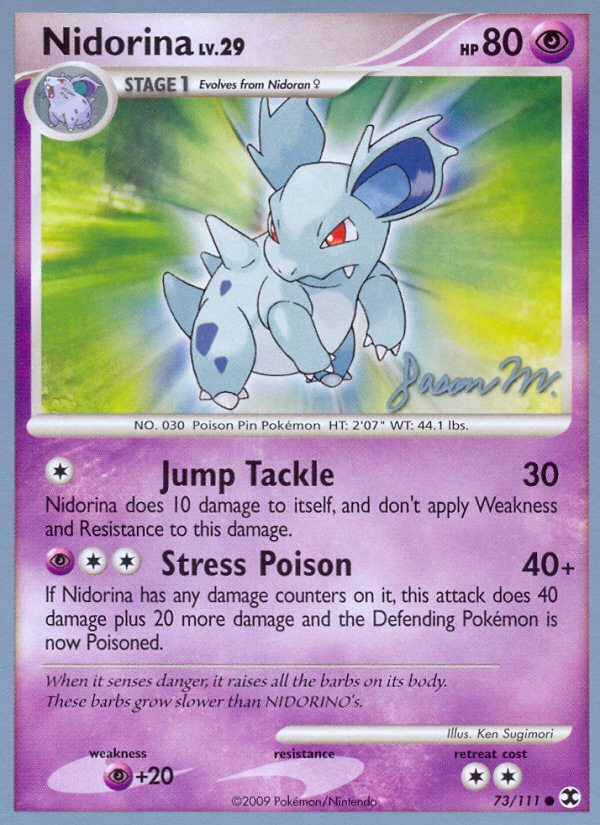 Nidorina LV.29 HP 80
STAGE 1 Evolves from Nidoran♀
Jason M.
NO. 030 Poison Pin Pokémon HT: 2'07" WT: 44.1 lbs.
Jump Tackle 30
Nidorina does 10 damage to itself, and don't apply Weakness
and Resistance to this damage.
Stress Poison 40+
If Nidorina has any damage counters on it, this attack does 40
damage plus 20 more damage and the Defending Pokémon is
now Poisoned.
When it senses danger, it raises all the barbs on its body.
These barbs grow slower than NIDORINO's.
Illus. Ken Sugimori
weakness resistance retreat cost
+20
©2009 Pokémon/Nintendo 73/111